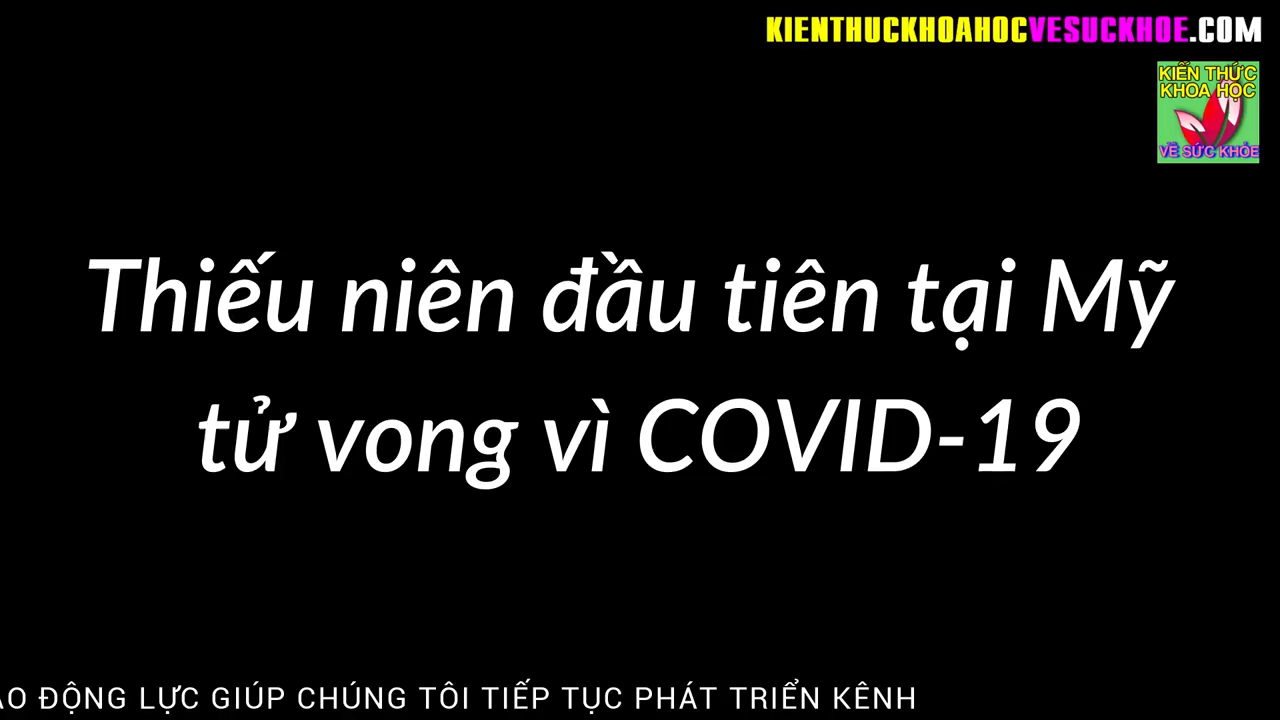 KIENTHUCKHOAHOCVESUCKHOE.COM
KIẾN THỨC
KHOA HỌC
VỀ SỨC KHỎE
Thiếu niên đầu tiên tại Mỹ
tử vong vì COVID-19
ĐỘNG LỰC GIÚP CHÚNG TÔI TIẾP TỤC PHÁT TRIỂN KÊNH